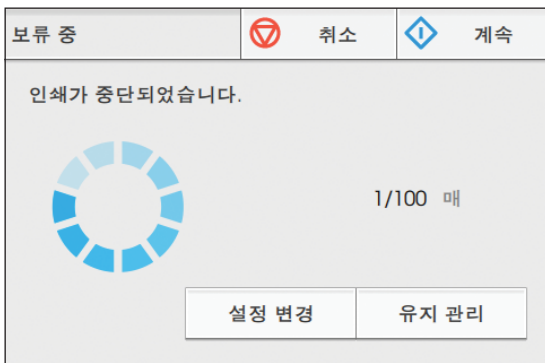 보류 중 취소 계속
인쇄가 중단되었습니다.
1/100 매
설정 변경 유지 관리